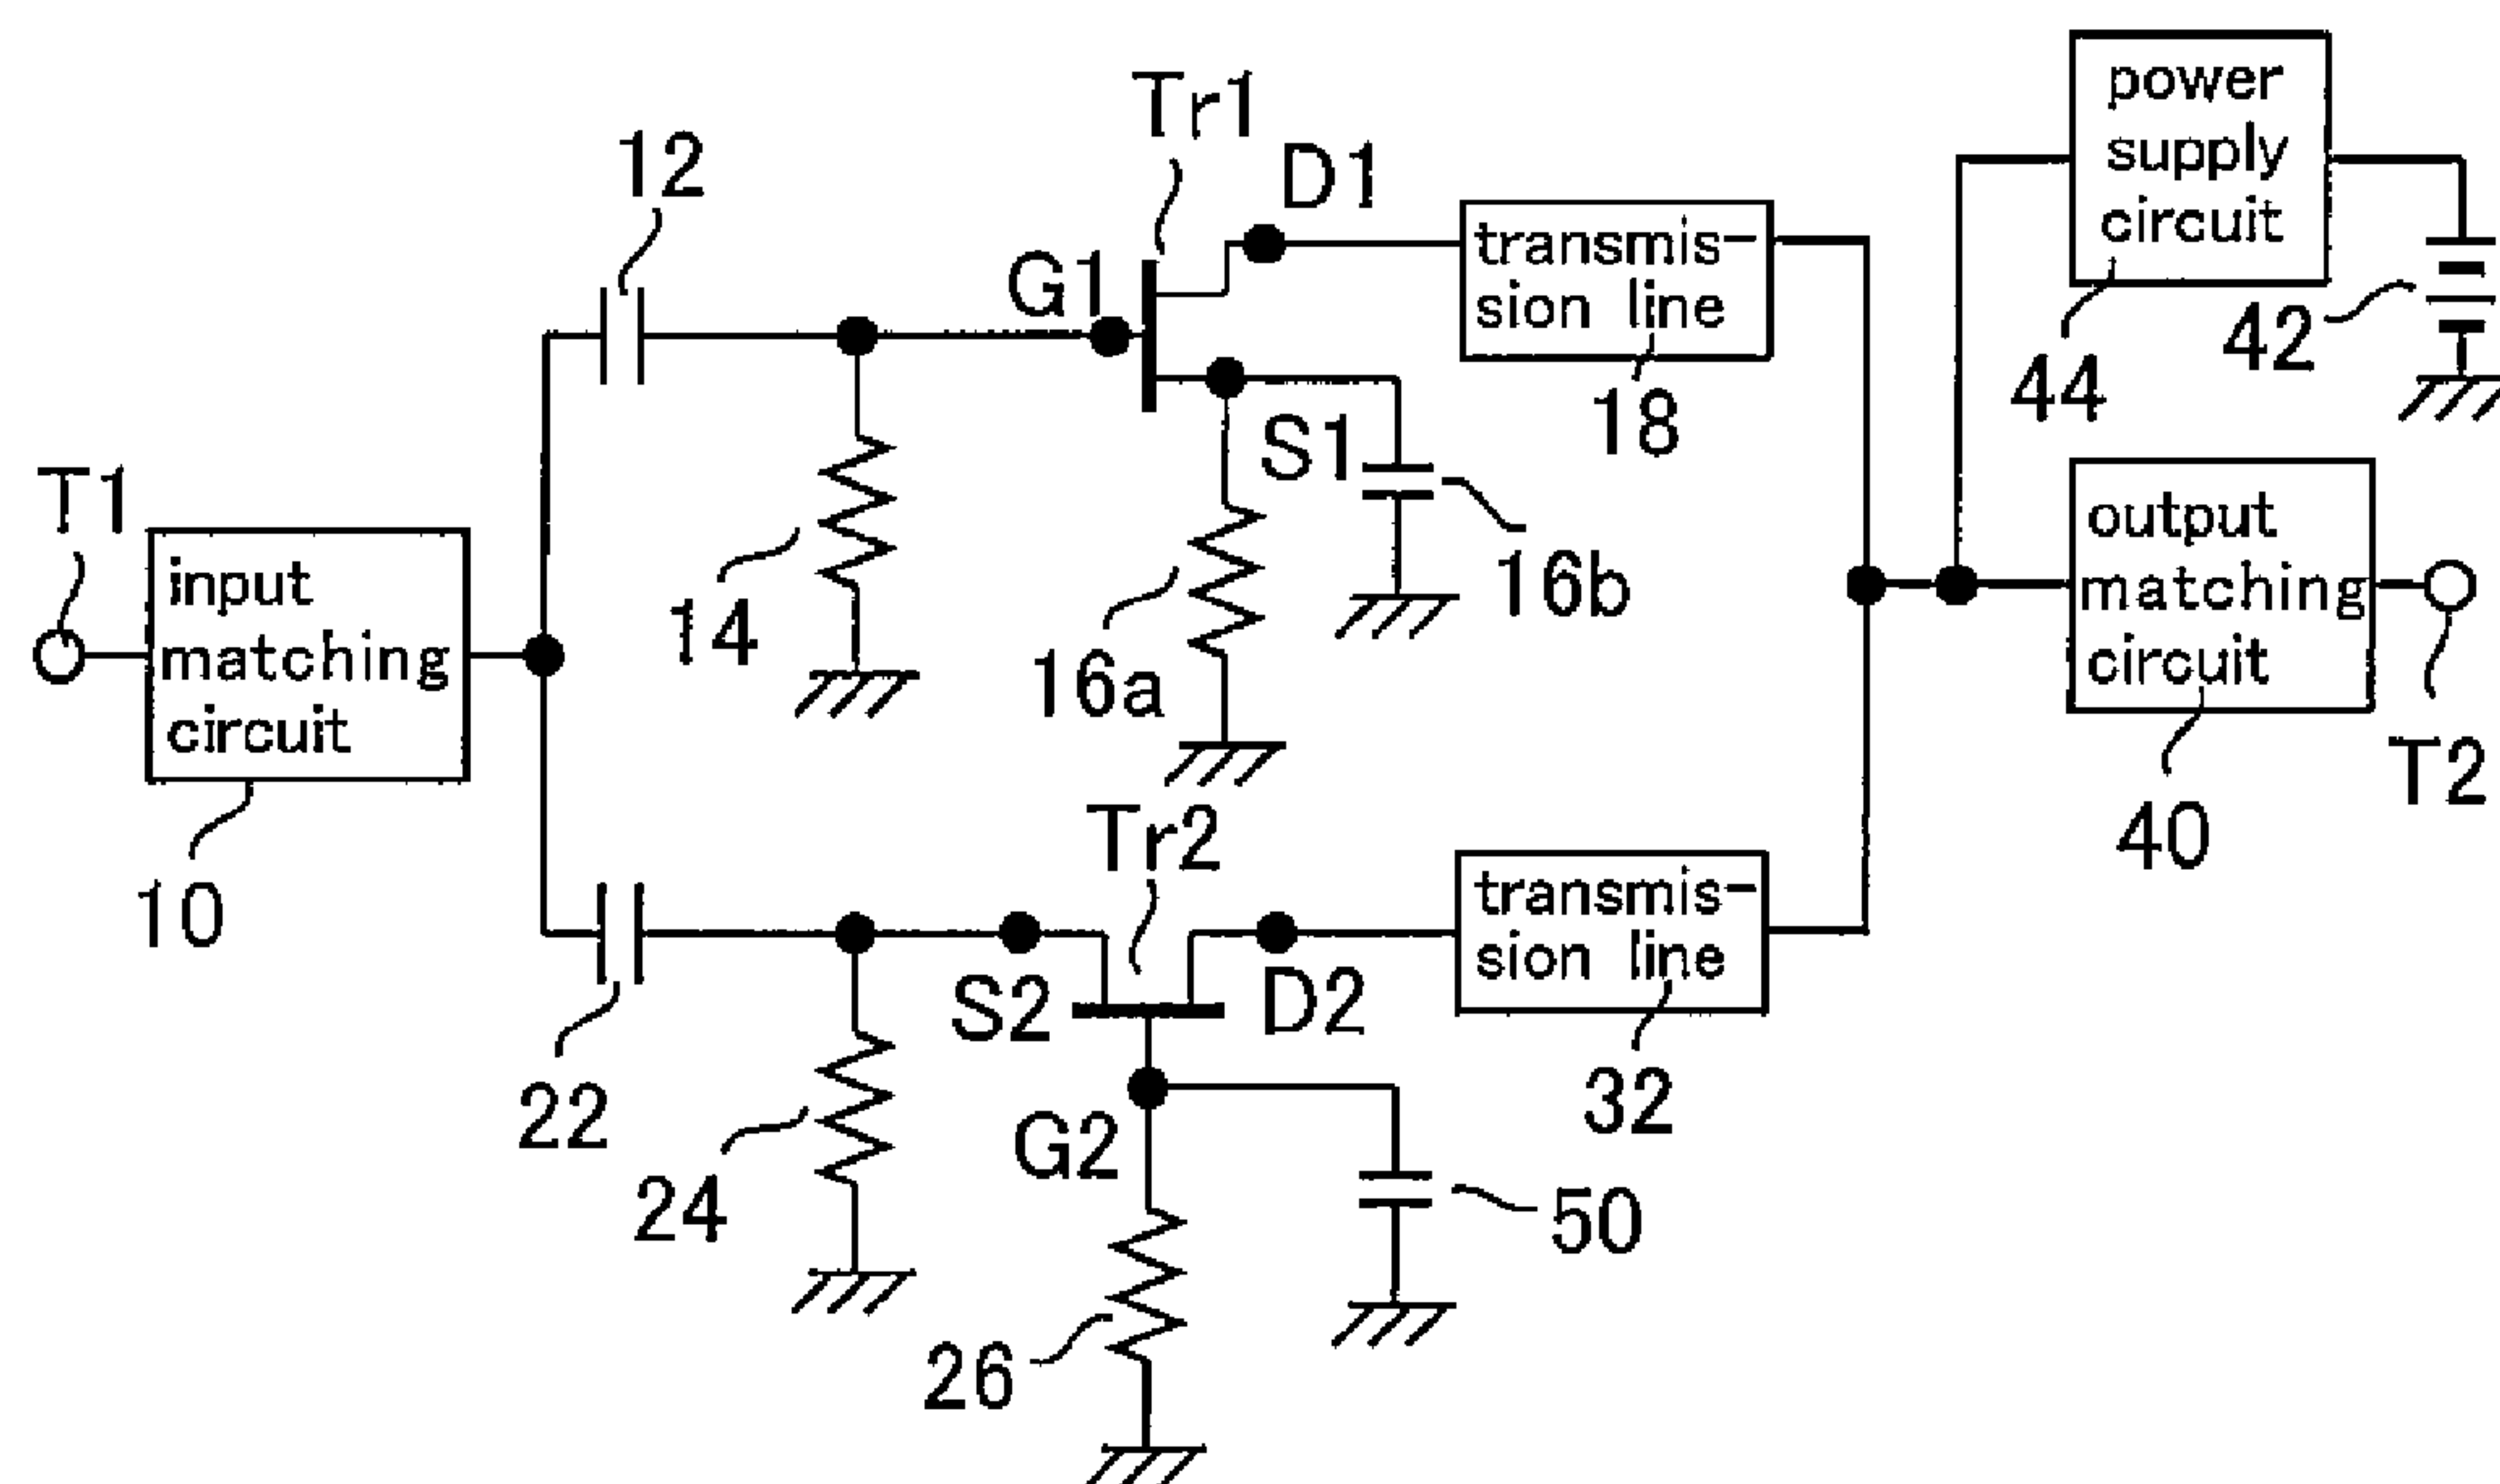 power
supply
circuit
Tr1
D1
12
G1
transmis-
sion line
42
44
18
S1
T1
output
matching
circuit
16b
input
matching
circuit
14
16a
T2
40
Tr2
10
transmis-
sion line
S2
D2
32
22
G2
24
50
26